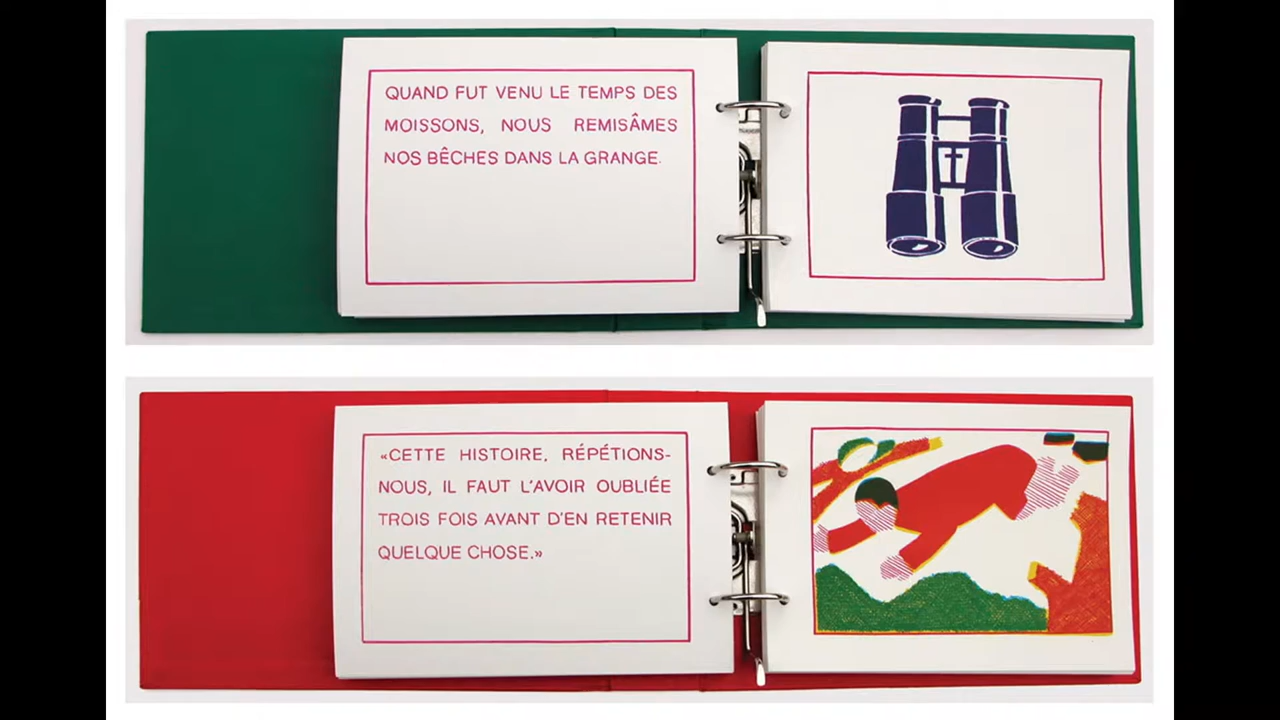 QUAND FUT VENU LE TEMPS DES
MOISSONS, NOUS REMISÂMES
NOS BÊCHES DANS LA GRANGE.
«CETTE HISTOIRE, RÉPÉTIONS-
NOUS, IL FAUT L'AVOIR OUBLIÉE
TROIS FOIS AVANT D'EN RETENIR
QUELQUE CHOSE.»